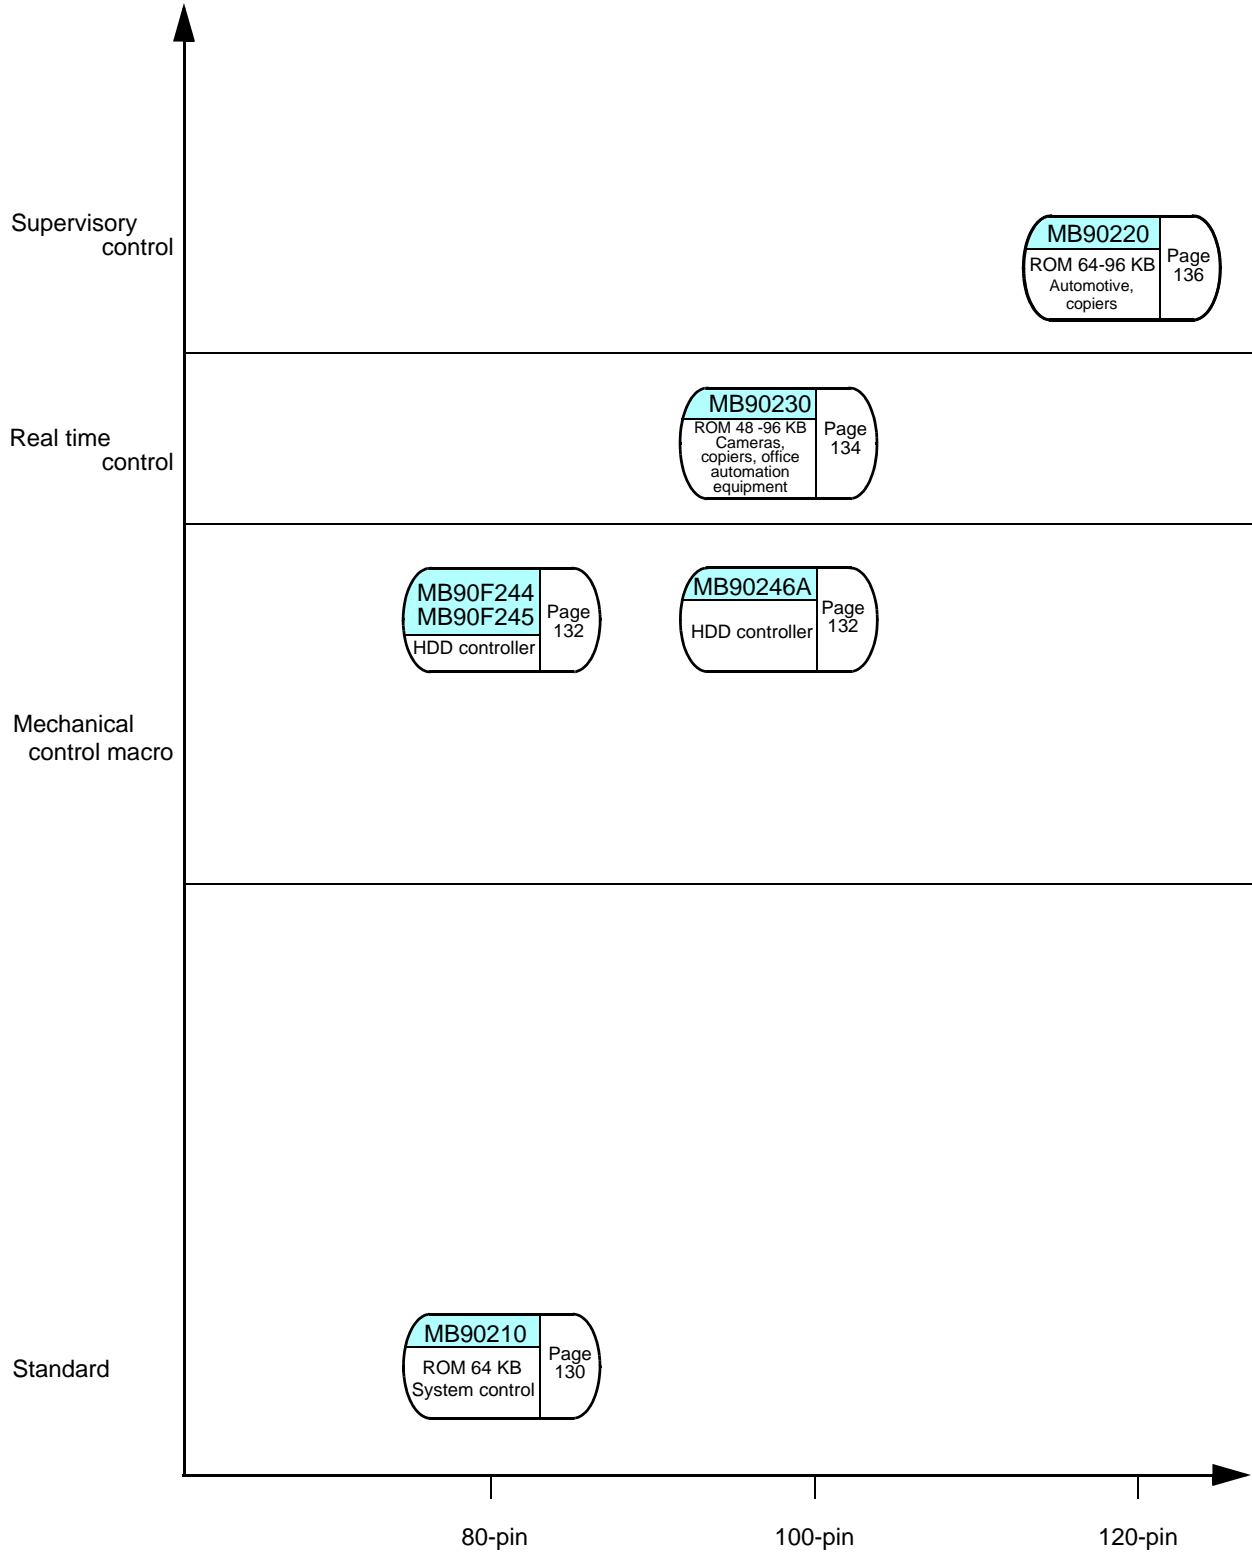 Supervisory
control
MB90220
ROM 64-96 KB
Automotive,
copiers
Page
136
Real time
control
MB90230
ROM 48 -96 KB
Cameras,
copiers, office
automation
equipment
Page
134
Mechanical
control macro
MB90F244
MB90F245
HDD controller
Page
132
MB90246A
HDD controller
Page
132
Standard
MB90210
ROM 64 KB
System control
Page
130
80-pin
100-pin
120-pin